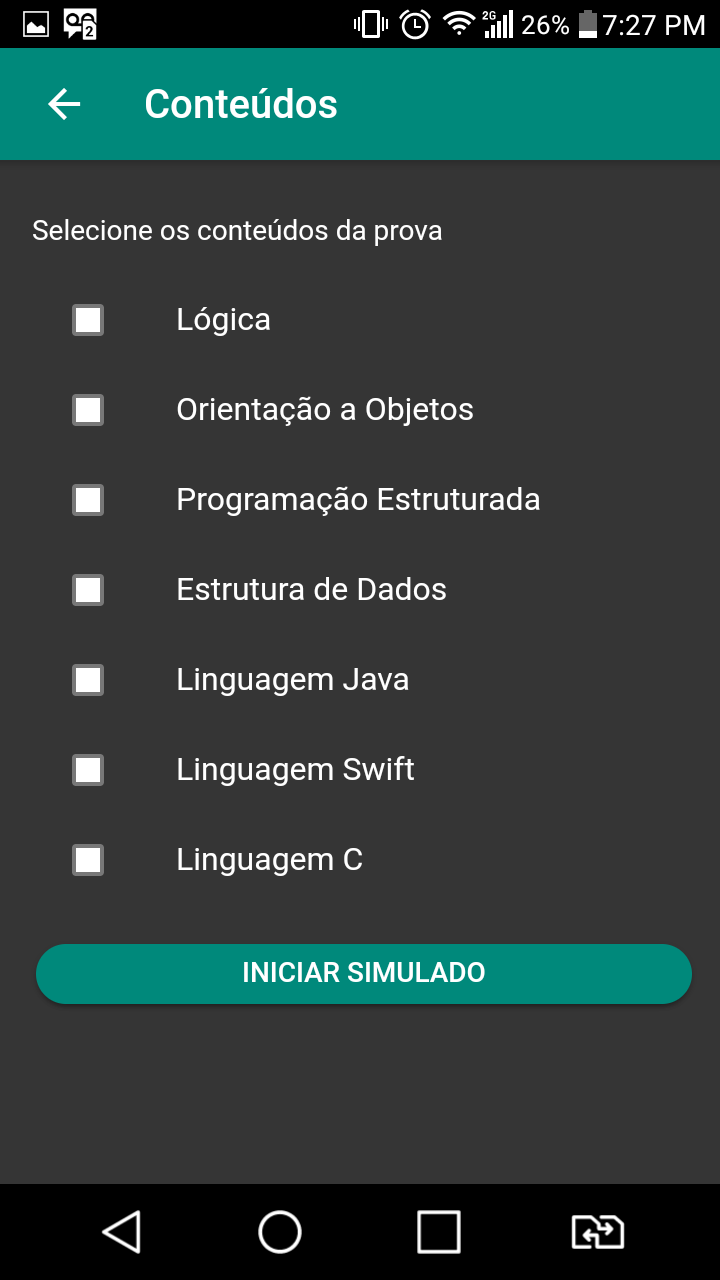 2
2G
26%
7:27 PM
Conteúdos
Selecione os conteúdos da prova
Lógica
Orientação a Objetos
Programação Estruturada
Estrutura de Dados
Linguagem Java
Linguagem Swift
Linguagem C
INICIAR SIMULADO